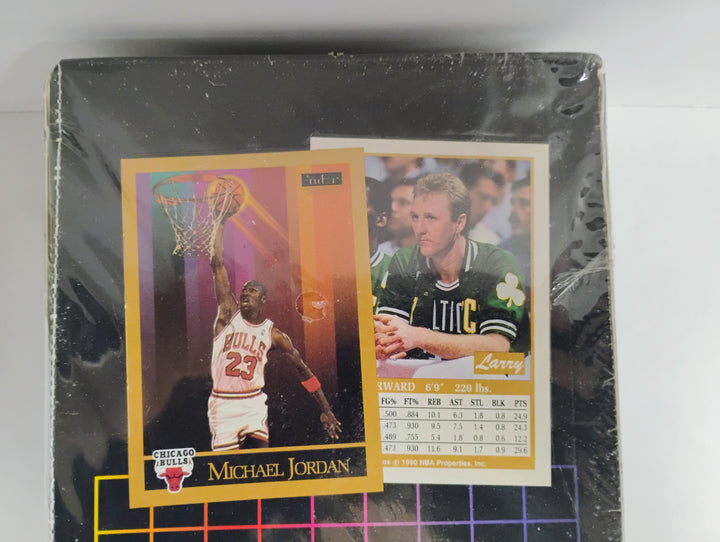 SKYBOX
BULLS
23
CHICAGO
BULLS
MICHAEL JORDAN
LTIC
C
Larry
RWARD 6'9" 220 lbs.
FG% FT% REB AST STL BLK PTS
.500 .884 10.1 6.3 1.8 0.8 24.9
.473 .930 9.5 7.5 1.4 0.8 24.3
.489 .755 5.4 1.8 0.8 0.6 12.2
.473 .930 11.6 9.1 1.7 0.9 29.6
ox © 1990 NBA Properties, Inc.